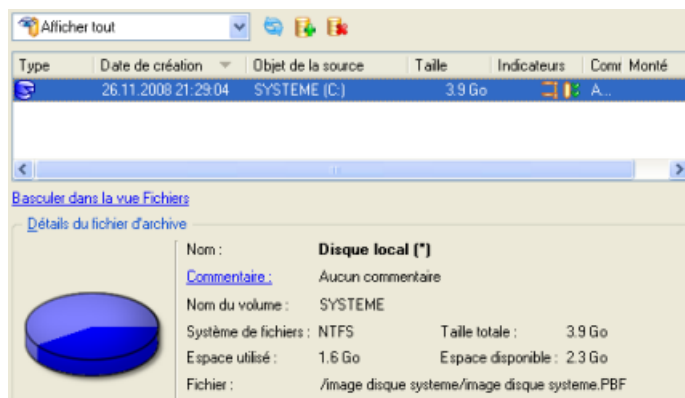 Afficher tout
Type Date de création Objet de la source Taille Indicateurs Comr Monté
26.11.2008 21:29:04 SYSTEME (C:) 3.9 Go A...
Basculer dans la vue Fichiers
Détails du fichier d'archive
Nom : Disque local (*)
Commentaire : Aucun commentaire
Nom du volume : SYSTEME
Système de fichiers : NTFS Taille totale : 3.9 Go
Espace utilisé : 1.6 Go Espace disponible : 2.3 Go
Fichier : /image disque systeme/image disque systeme.PBF